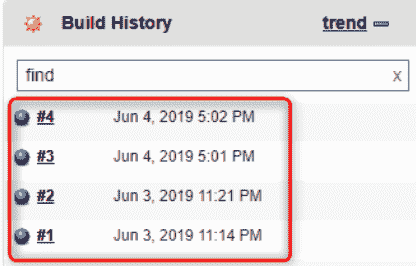 Build History trend
find x
#4 Jun 4, 2019 5:02 PM
#3 Jun 4, 2019 5:01 PM
#2 Jun 3, 2019 11:21 PM
#1 Jun 3, 2019 11:14 PM